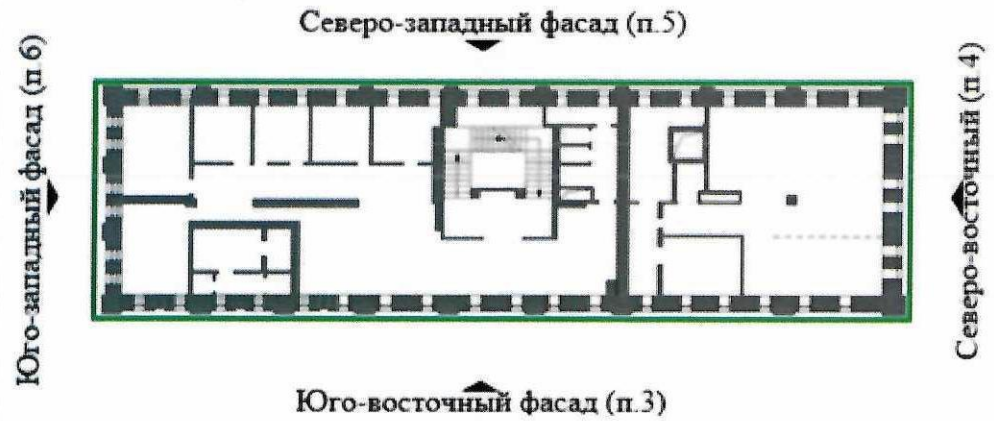 Северо-западный фасад (п.5)
Юго-западный фасад (п 6)
Северо-восточный (п 4)
Юго-восточный фасад (п.3)